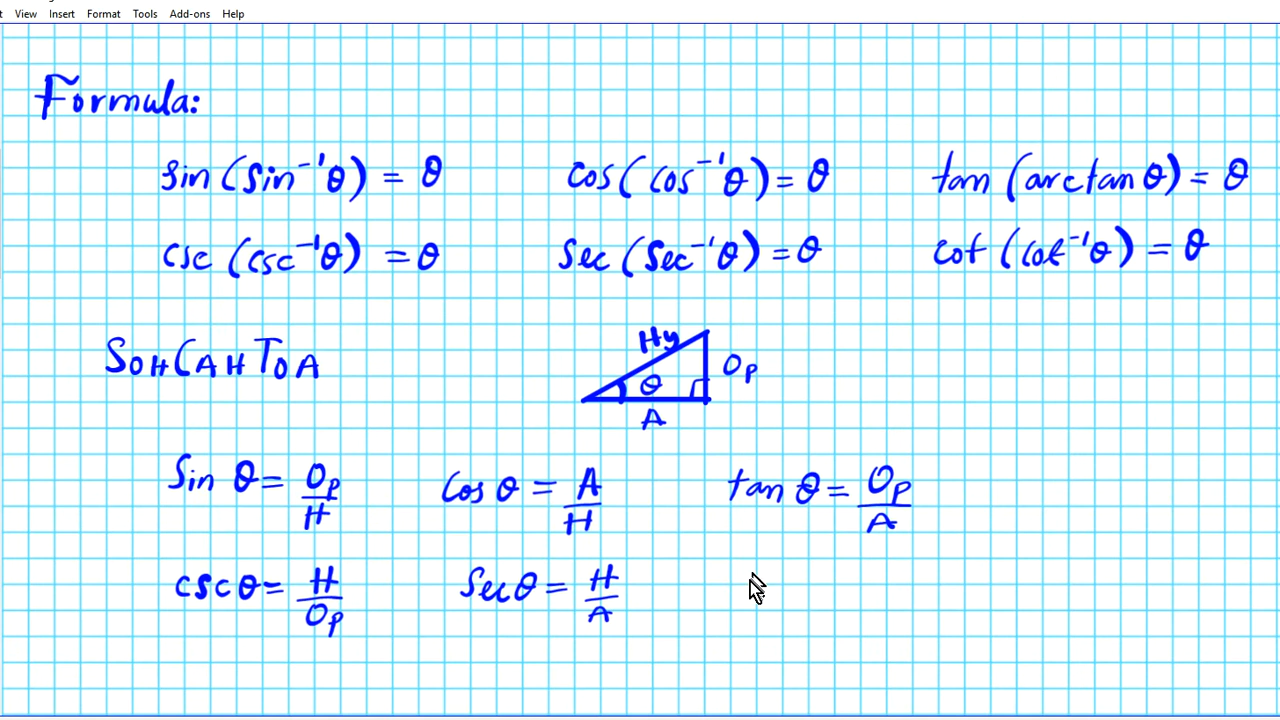 View Insert Format Tools Add-ons Help
Formula:
sin (sin⁻¹θ) = θ cos(cos⁻¹θ) = θ tan (arctan θ) = θ
csc (csc⁻¹θ) = θ sec (sec⁻¹θ) = θ cot (cot⁻¹θ) = θ
SOHCAHTOA
Hy
Op
θ
A
Sin θ = Op/H Cos θ = A/H tan θ = Op/A
csc θ = H/Op Sec θ = H/A